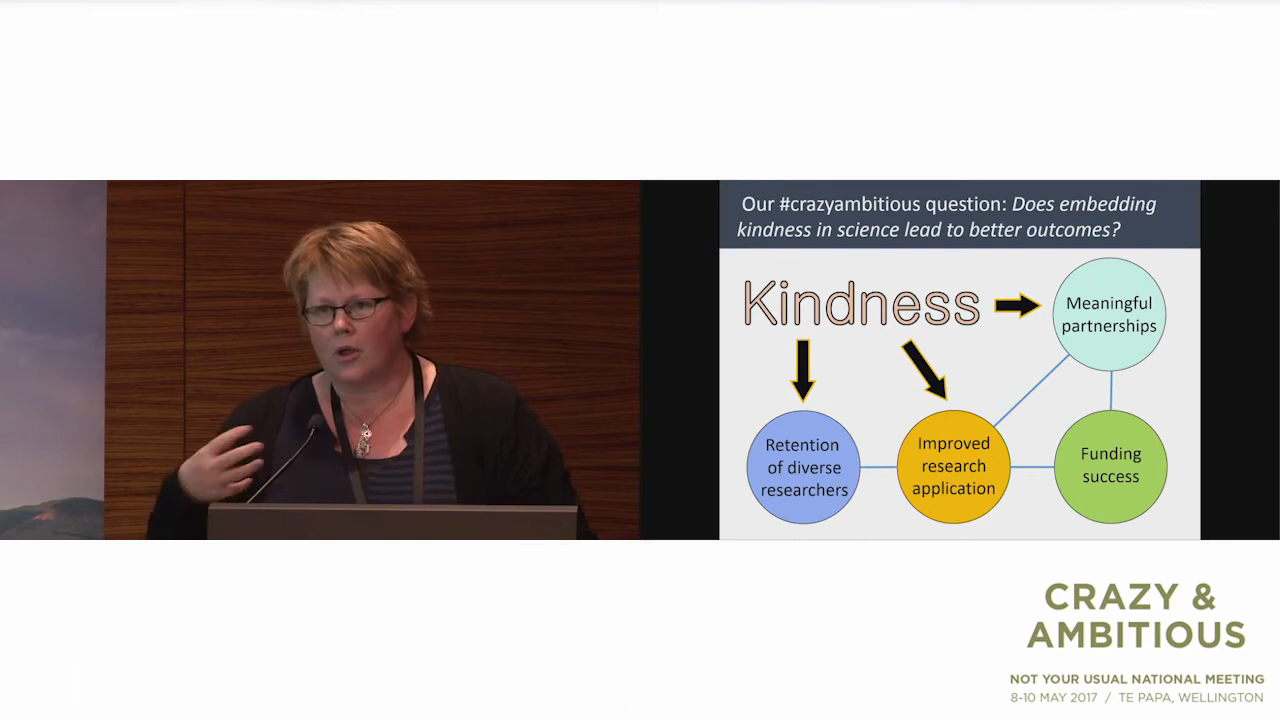 Our #crazyambitious question: Does embedding
kindness in science lead to better outcomes?
Kindness
Meaningful
partnerships
Retention
of diverse
researchers
Improved
research
application
Funding
success
CRAZY &
AMBITIOUS
NOT YOUR USUAL NATIONAL MEETING
8-10 MAY 2017 / TE PAPA, WELLINGTON